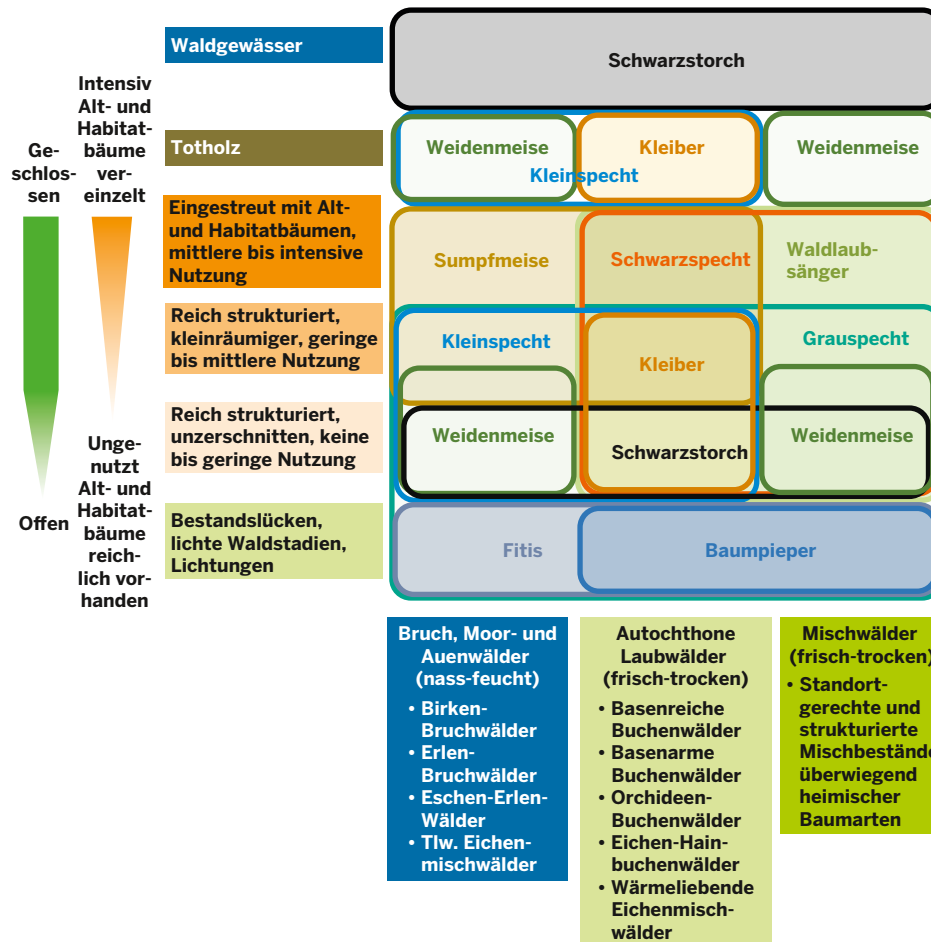 Ge-
schlos-
sen
Offen
Intensiv
Alt- und
Habitat-
bäume
ver-
einzelt
Unge-
nutzt
Alt- und
Habitat-
bäume
reich-
lich vor-
handen
Waldgewässer
Totholz
Eingestreut mit Alt-
und Habitatbäumen,
mittlere bis intensive
Nutzung
Reich strukturiert,
kleinräumiger, geringe
bis mittlere Nutzung
Reich strukturiert,
unzerschnitten, keine
bis geringe Nutzung
Bestandslücken,
lichte Waldstadien,
Lichtungen
Schwarzstorch
Weidenmeise
Kleiber
Weidenmeise
Kleinspecht
Sumpfmeise
Schwarzspecht
Waldlaub-
sänger
Kleinspecht
Kleiber
Grauspecht
Weidenmeise
Schwarzstorch
Weidenmeise
Fitis
Baumpieper
Bruch, Moor- und
Auenwälder
(nass-feucht)
• Birken-
Bruchwälder
• Erlen-
Bruchwälder
• Eschen-Erlen-
Wälder
• Tlw. Eichen-
mischwälder
Autochthone
Laubwälder
(frisch-trocken)
• Basenreiche
Buchenwälder
• Basenarme
Buchenwälder
• Orchideen-
Buchenwälder
• Eichen-Hain-
buchenwälder
• Wärmeliebende
Eichenmisch-
wälder
Mischwälder
(frisch-trocken)
• Standort-
gerechte und
strukturierte
Mischbestände
überwiegend
heimischer
Baumarten